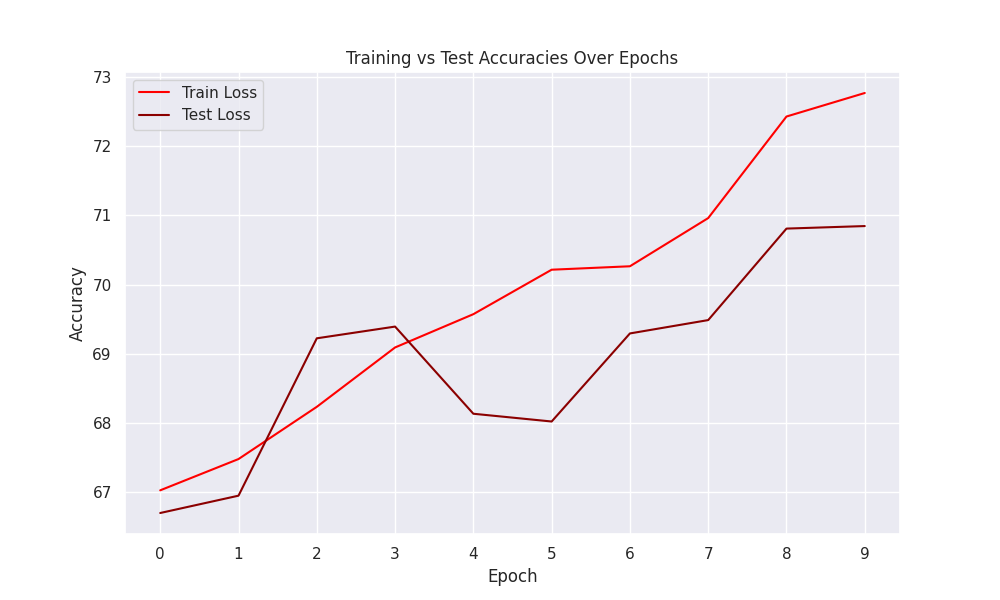 Training vs Test Accuracies Over Epochs
Train Loss
Test Loss
73
72
71
70
69
68
67
Accuracy
0 1 2 3 4 5 6 7 8 9
Epoch